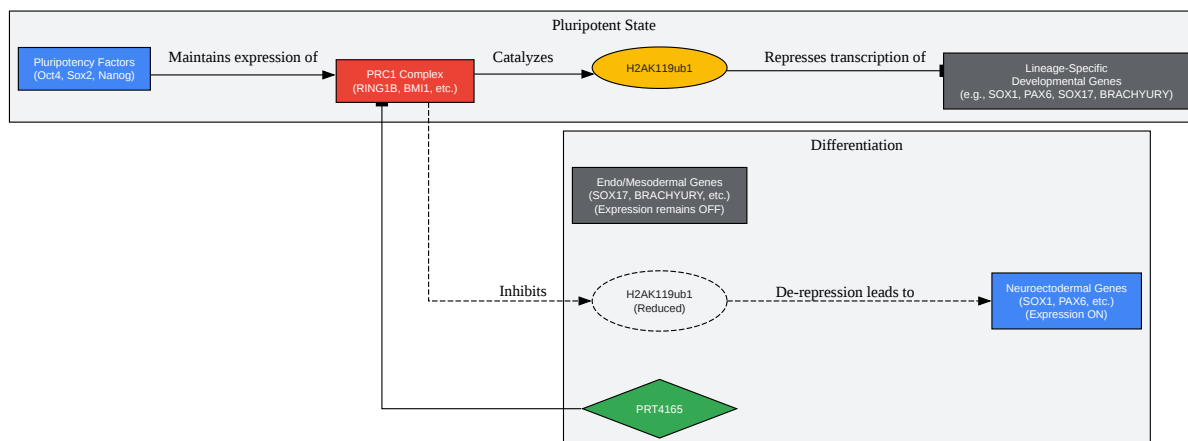 Pluripotent State
Pluripotency Factors
(Oct4, Sox2, Nanog)
Maintains expression of
PRC1 Complex
(RING1B, BMI1, etc.)
Catalyzes
H2AK119ub1
Represses transcription of
Lineage-Specific
Developmental Genes
(e.g., SOX1, PAX6, SOX17, BRACHYURY)
Differentiation
Endo/Mesodermal Genes
(SOX17, BRACHYURY, etc.)
(Expression remains OFF)
Inhibits
H2AK119ub1
(Reduced)
De-repression leads to
Neuroectodermal Genes
(SOX1, PAX6, etc.)
(Expression ON)
PRT4165